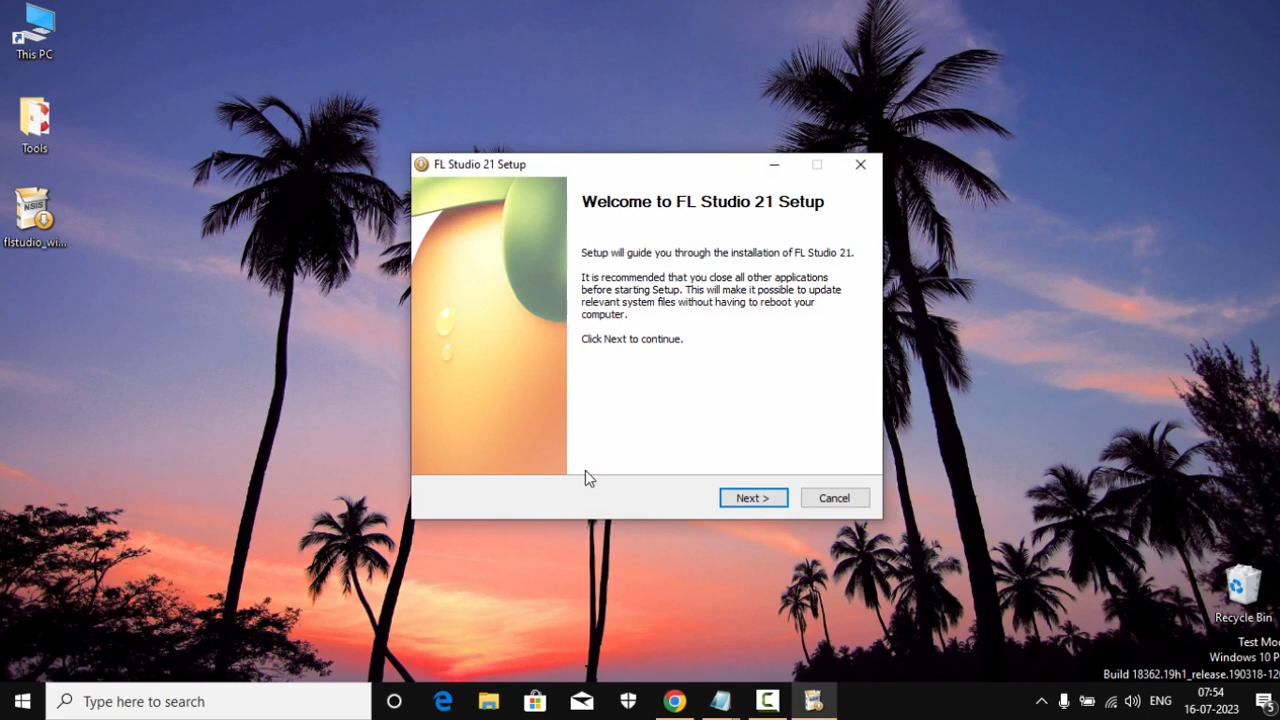 This PC
Tools
NSIS
flstudio_wi...
FL Studio 21 Setup
Welcome to FL Studio 21 Setup
Setup will guide you through the installation of FL Studio 21.
It is recommended that you close all other applications
before starting Setup. This will make it possible to update
relevant system files without having to reboot your
computer.
Click Next to continue.
Next >
Cancel
Recycle Bin
Test Mo
Windows 10 P
Build 18362.19h1_release.190318-12
Type here to search
ENG
07:54
16-07-2023
5